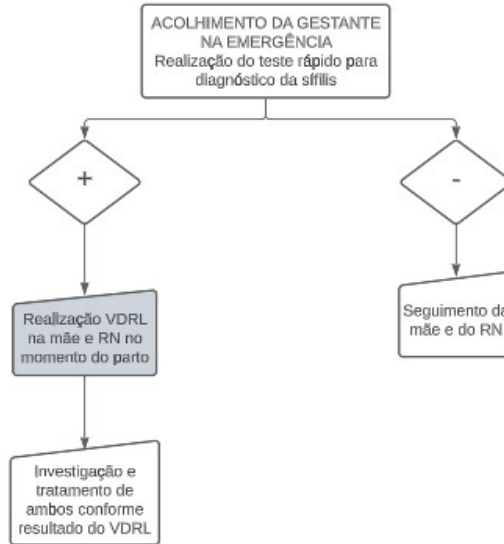 ACOLHIMENTO DA GESTANTE
NA EMERGÊNCIA
Realização do teste rápido para
diagnóstico da sífilis
+
-
Realização VDRL
na mãe e RN no
momento do parto
Seguimento da
mãe e do RN
Investigação e
tratamento de
ambos conforme
resultado do VDRL